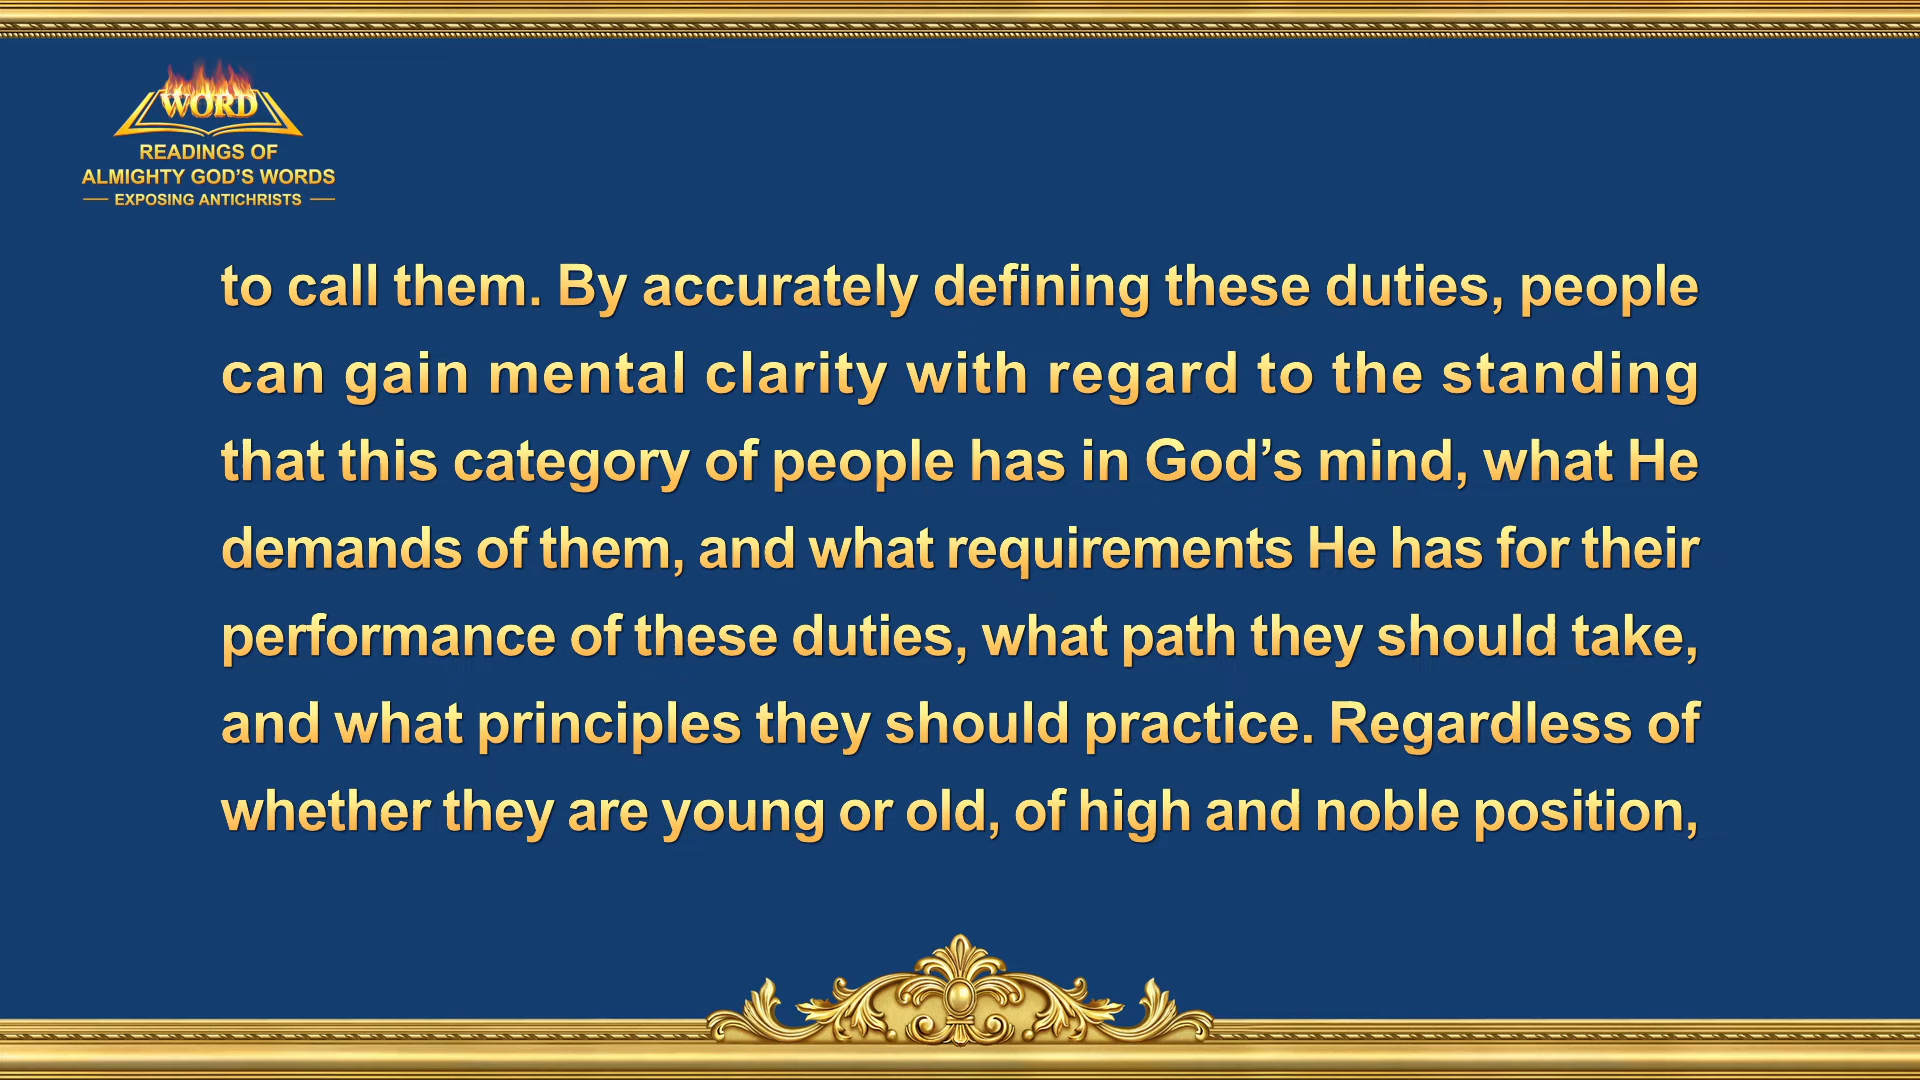 WORD
READINGS OF
ALMIGHTY GOD’S WORDS
EXPOSING ANTICHRISTS
to call them. By accurately defining these duties, people
can gain mental clarity with regard to the standing
that this category of people has in God’s mind, what He
demands of them, and what requirements He has for their
performance of these duties, what path they should take,
and what principles they should practice. Regardless of
whether they are young or old, of high and noble position,